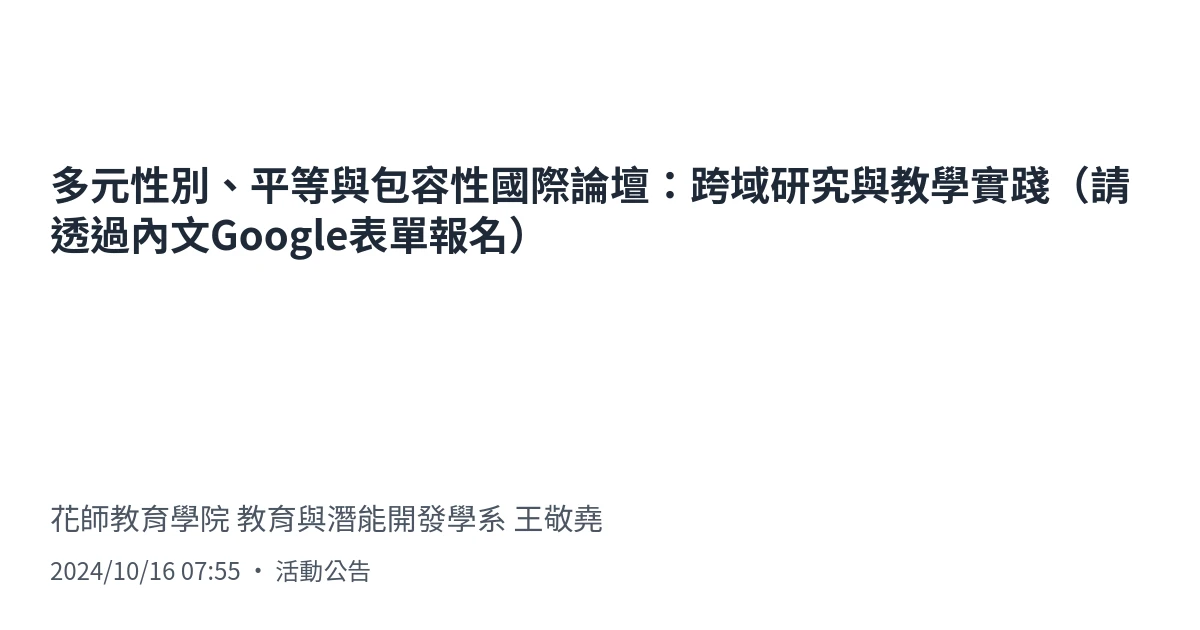 多元性別、平等與包容性國際論壇：跨域研究與教學實踐（請
透過內文Google表單報名）
花師教育學院 教育與潛能開發學系 王敬堯
2024/10/16 07:55 ・ 活動公告